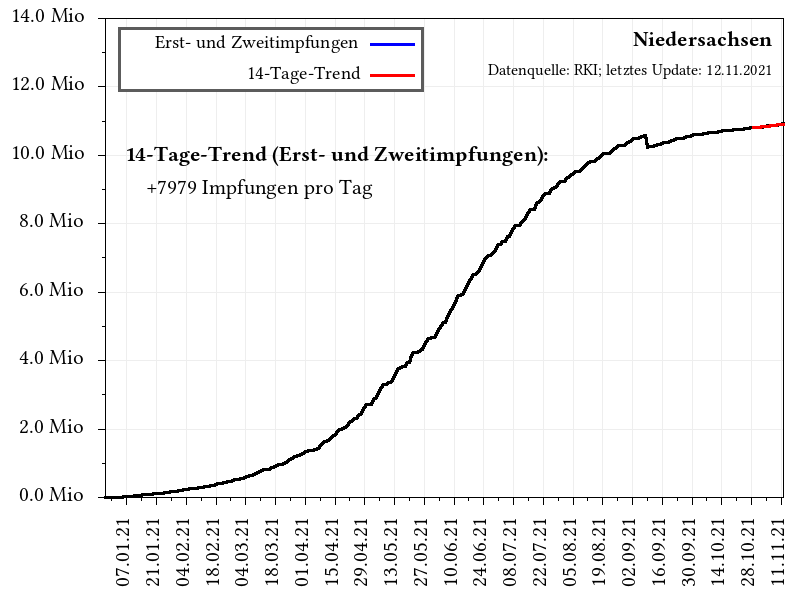 14.0 Mio
12.0 Mio
10.0 Mio
8.0 Mio
6.0 Mio
4.0 Mio
2.0 Mio
0.0 Mio
Erst- und Zweitimpfungen
14-Tage-Trend
Niedersachsen
Datenquelle: RKI; letztes Update: 12.11.2021
14-Tage-Trend (Erst- und Zweitimpfungen):
+7979 Impfungen pro Tag
07.01.21
21.01.21
04.02.21
18.02.21
04.03.21
18.03.21
01.04.21
15.04.21
29.04.21
13.05.21
27.05.21
10.06.21
24.06.21
08.07.21
22.07.21
05.08.21
19.08.21
02.09.21
16.09.21
30.09.21
14.10.21
28.10.21
11.11.21